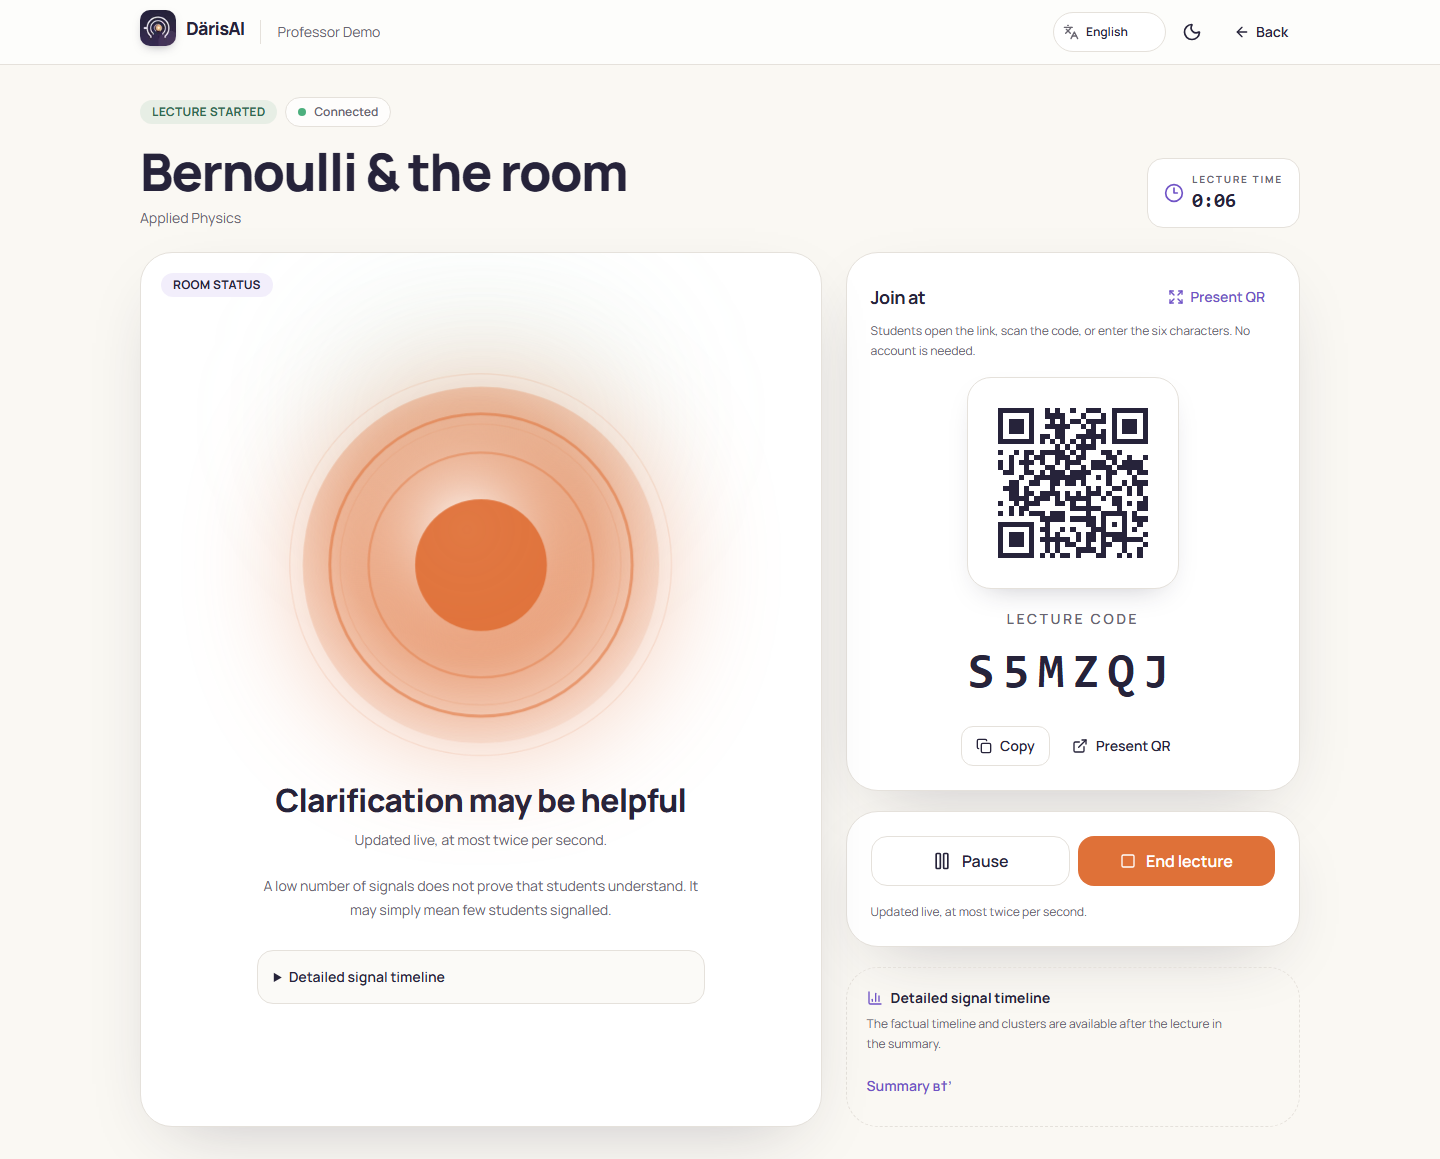 DärisAI
Professor Demo
English
Back
LECTURE STARTED
Connected
Bernoulli & the room
Applied Physics
LECTURE TIME
0:06
ROOM STATUS
Clarification may be helpful
Updated live, at most twice per second.
A low number of signals does not prove that students understand. It
may simply mean few students signalled.
Detailed signal timeline
Join at
Present QR
Students open the link, scan the code, or enter the six characters. No
account is needed.
LECTURE CODE
S5MZQJ
Copy
Present QR
Pause
End lecture
Updated live, at most twice per second.
Detailed signal timeline
The factual timeline and clusters are available after the lecture in
the summary.
Summary в†’